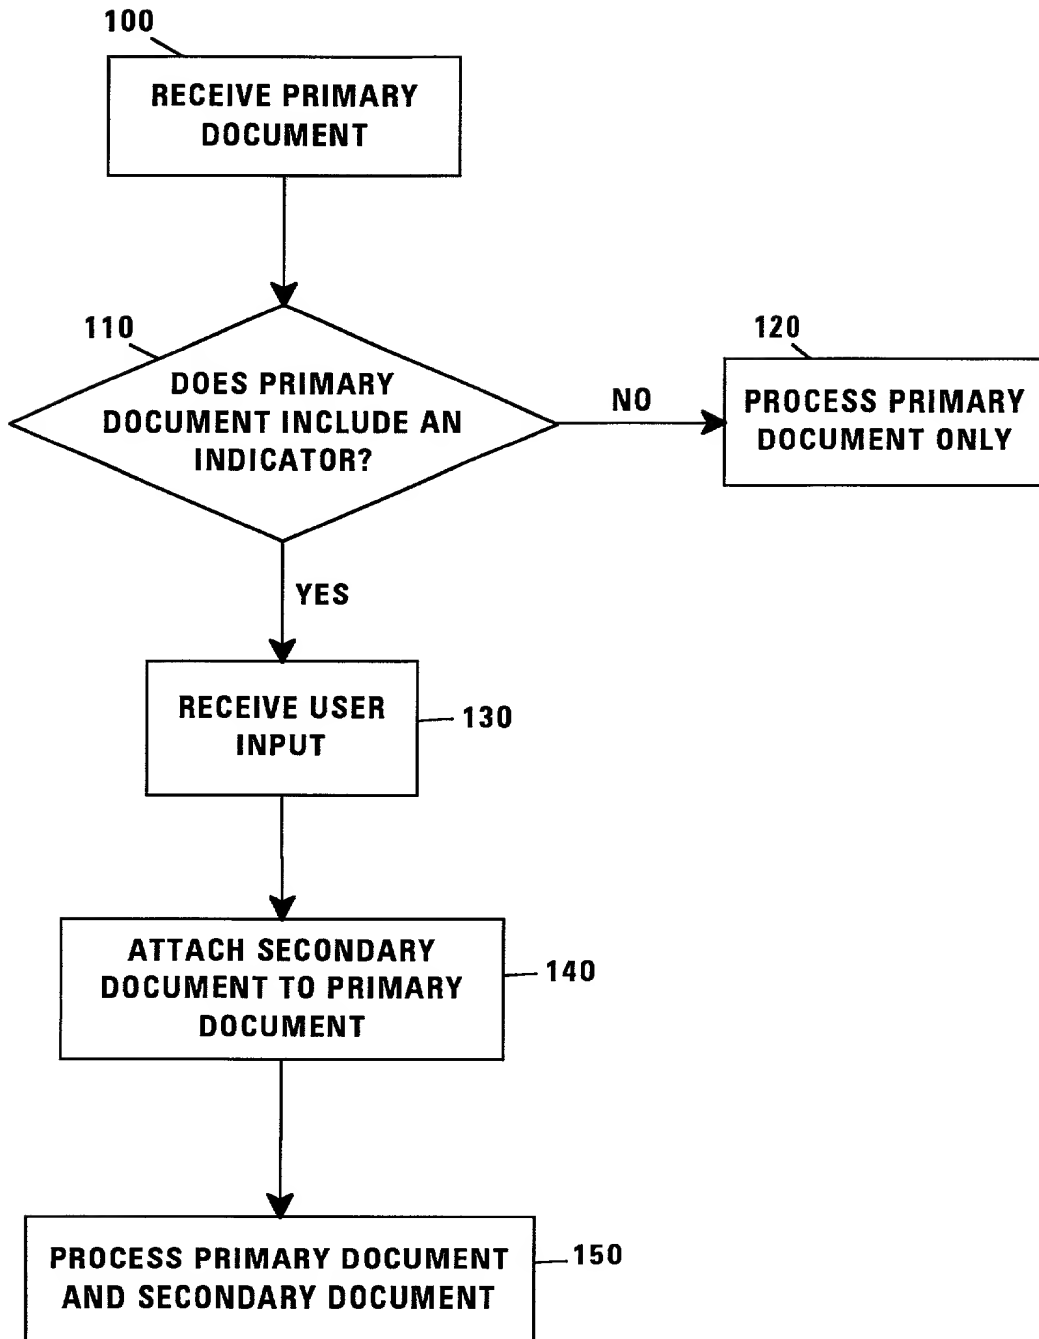 100
RECEIVE PRIMARY
DOCUMENT
110
DOES PRIMARY
DOCUMENT INCLUDE AN
INDICATOR?
NO
120
PROCESS PRIMARY
DOCUMENT ONLY
YES
RECEIVE USER
INPUT
130
ATTACH SECONDARY
DOCUMENT TO PRIMARY
DOCUMENT
140
PROCESS PRIMARY DOCUMENT
AND SECONDARY DOCUMENT
150